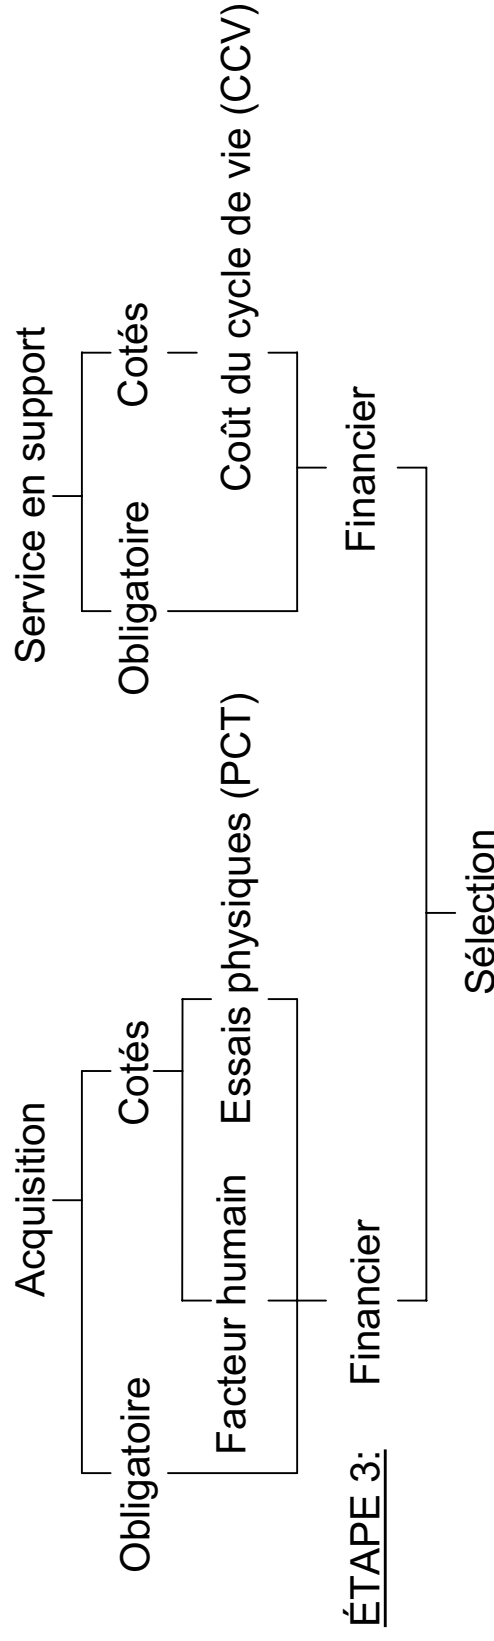 Acquisition
Service en support
Obligatoire
Cotés
Obligatoire
Cotés
Facteur humain
Essais physiques (PCT)
Coût du cycle de vie (CCV)
ÉTAPE 3:
Financier
Financier
Sélection